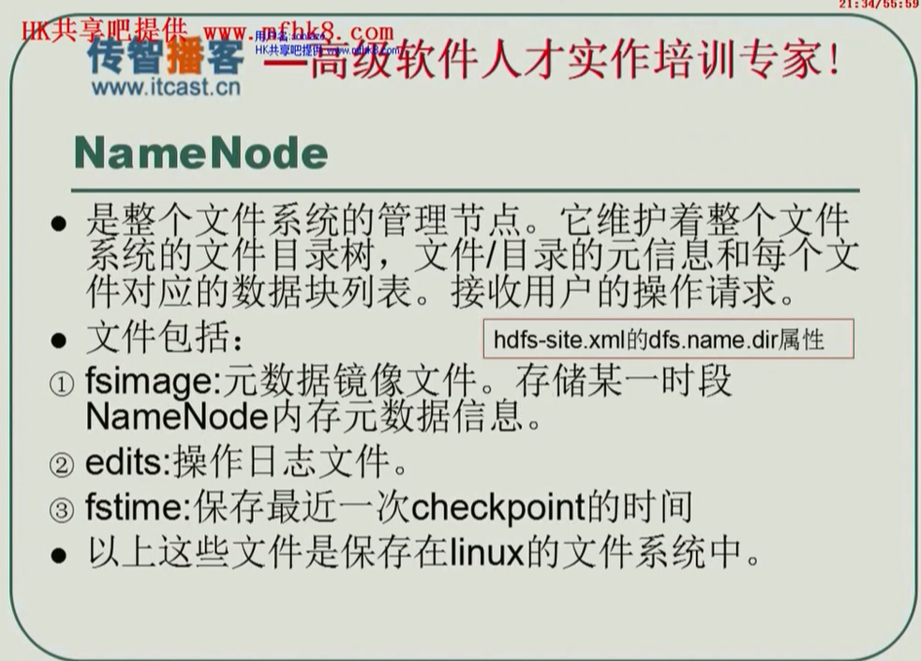 21:34/55:59
HK共享吧提供 www.mfhk8.com
HK共享吧提供 www.mfhk8.com
传智播客 —高级软件人才实作培训专家!
www.itcast.cn
NameNode
● 是整个文件系统的管理节点。它维护着整个文件
系统的文件目录树，文件/目录的元信息和每个文
件对应的数据块列表。接收用户的操作请求。
● 文件包括：
hdfs-site.xml的dfs.name.dir属性
① fsimage:元数据镜像文件。存储某一时段
NameNode内存元数据信息。
② edits:操作日志文件。
③ fstime:保存最近一次checkpoint的时间
● 以上这些文件是保存在linux的文件系统中。